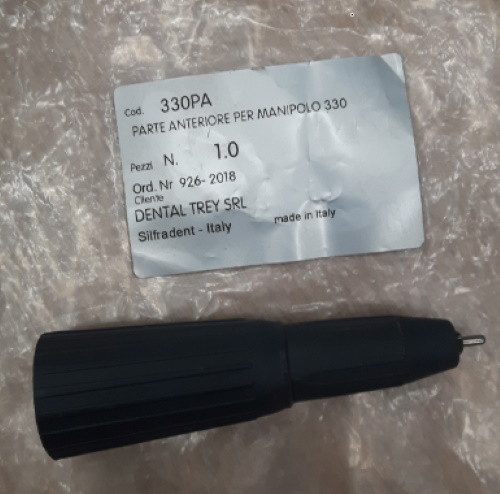 Cod. 330PA
PARTE ANTERIORE PER MANIPOLO 330
Pezzi N. 1.0
Ord. Nr 926-2018
Cliente
DENTAL TREY SRL
Silfradent - Italy made in Italy